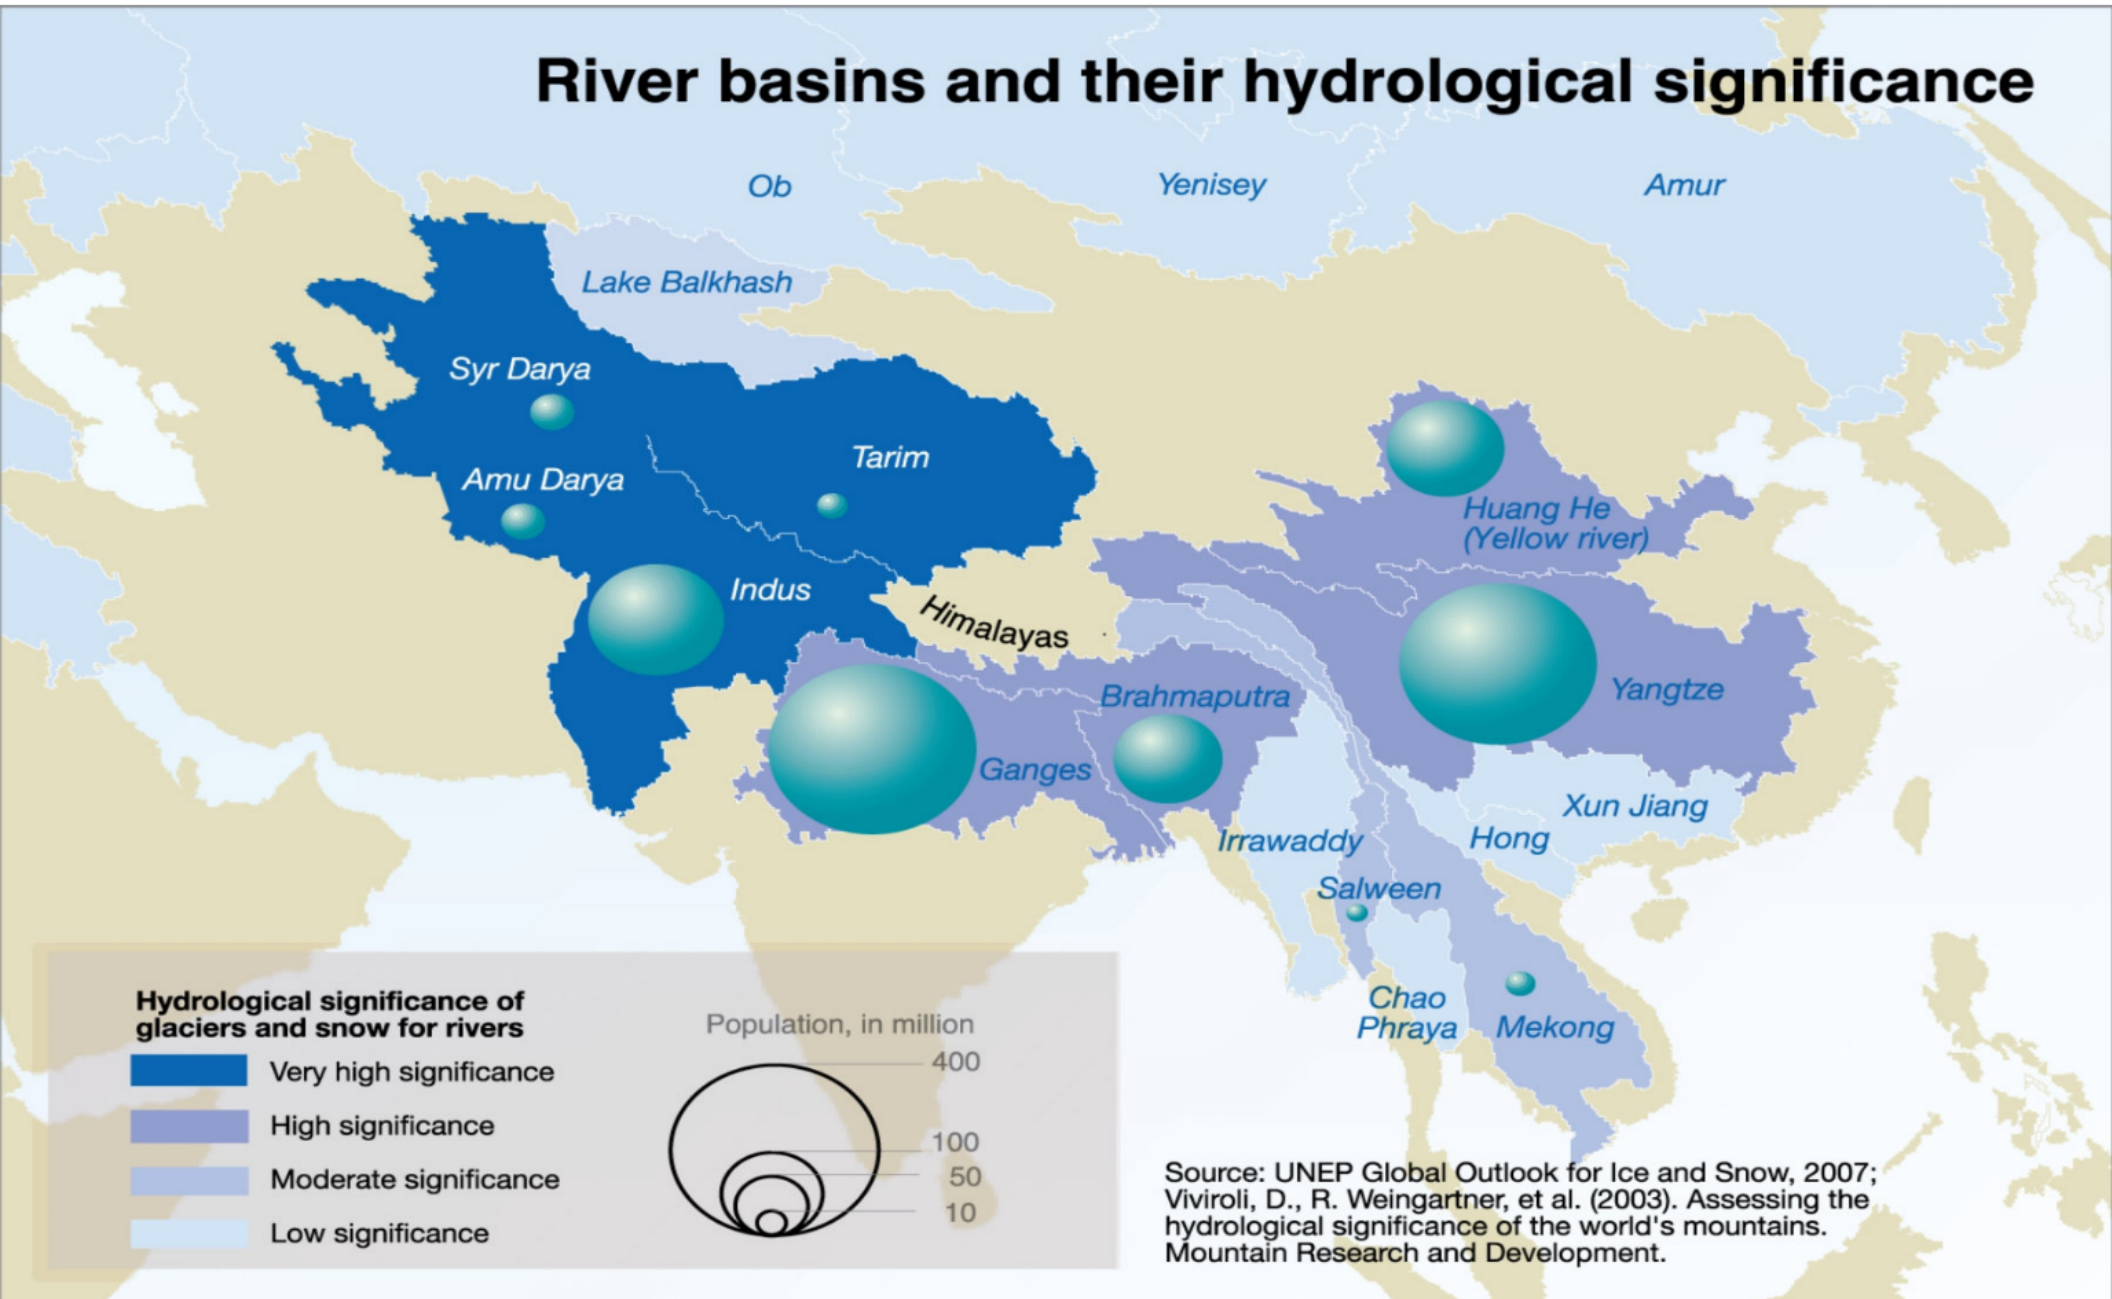 River basins and their hydrological significance
Ob
Yenisey
Amur
Lake Balkhash
Syr Darya
Tarim
Amu Darya
Huang He
(Yellow river)
Indus
Himalayas
Yangtze
Brahmaputra
Ganges
Xun Jiang
Hong
Irrawaddy
Salween
Chao
Phraya
Mekong
Hydrological significance of
glaciers and snow for rivers
Very high significance
High significance
Moderate significance
Low significance
Population, in million
400
100
50
10
Source: UNEP Global Outlook for Ice and Snow, 2007;
Viviroli, D., R. Weingartner, et al. (2003). Assessing the
hydrological significance of the world's mountains.
Mountain Research and Development.